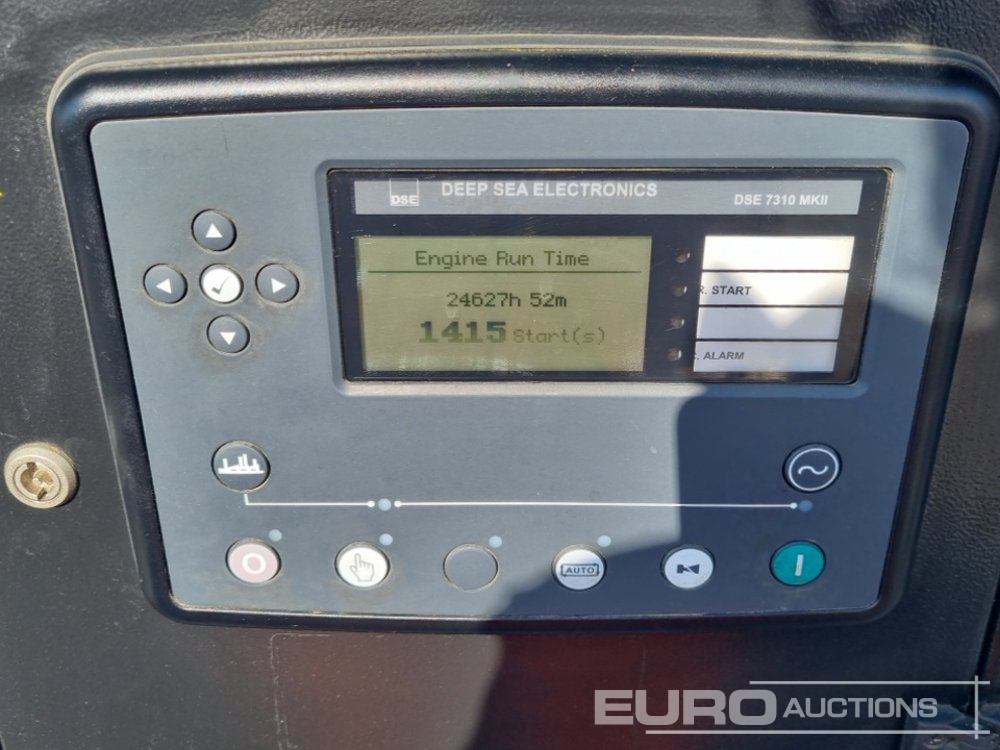 DSE
DEEP SEA ELECTRONICS
DSE 7310 MKII
Engine Run Time
24627h 52m
1415 Start(s)
R. START
. ALARM
AUTO
EURO AUCTIONS